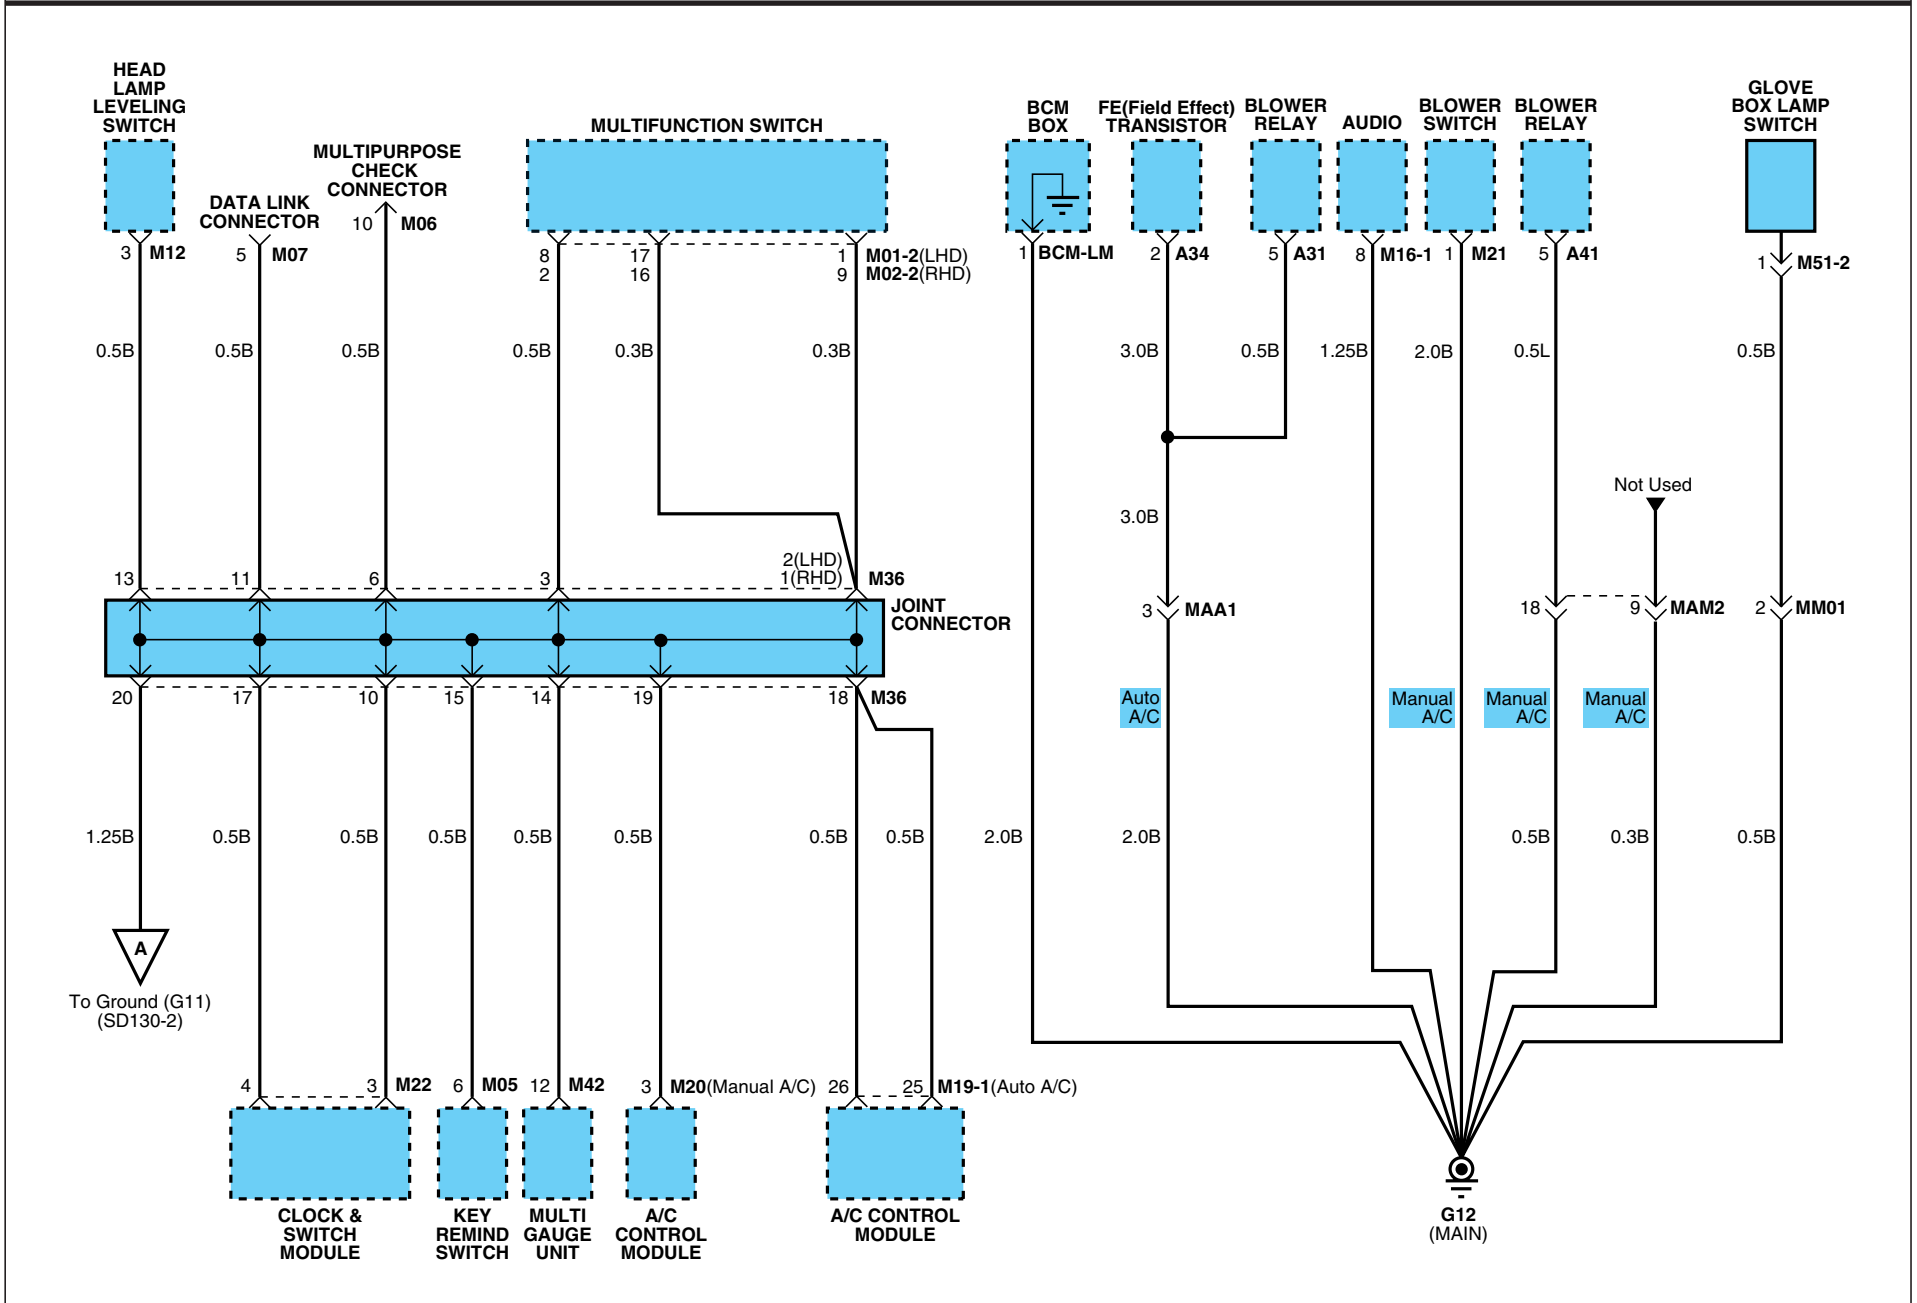 HEAD
LAMP
LEVELING
SWITCH
3 M12
DATA LINK
CONNECTOR
5 M07
MULTIPURPOSE
CHECK
CONNECTOR
10 M06
MULTIFUNCTION SWITCH
8 17 1 M01-2(LHD)
2 16 9 M02-2(RHD)
BCM
BOX
1 BCM-LM
FE(Field Effect)
TRANSISTOR
2 A34
BLOWER
RELAY
5 A31
AUDIO
8 M16-1
BLOWER
SWITCH
1 M21
BLOWER
RELAY
5 A41
GLOVE
BOX LAMP
SWITCH
1 M51-2
0.5B 0.5B 0.5B 0.5B 0.3B 0.3B 3.0B 0.5B 1.25B 2.0B 0.5L 0.5B
Not Used
3.0B
2(LHD)
13 11 6 3 1(RHD) M36
JOINT
CONNECTOR
3 MAA1 18 9 MAM2 2 MM01
20 17 10 15 14 19 18 M36
Auto
A/C
Manual
A/C
Manual
A/C
Manual
A/C
1.25B 0.5B 0.5B 0.5B 0.5B 0.5B 0.5B 0.5B 2.0B 2.0B 0.5B 0.3B 0.5B
A
To Ground (G11)
(SD130-2)
4 3 M22 6 M05 12 M42 3 M20(Manual A/C) 26 25 M19-1(Auto A/C)
CLOCK &
SWITCH
MODULE
KEY
REMIND
SWITCH
MULTI
GAUGE
UNIT
A/C
CONTROL
MODULE
A/C CONTROL
MODULE
G12
(MAIN)